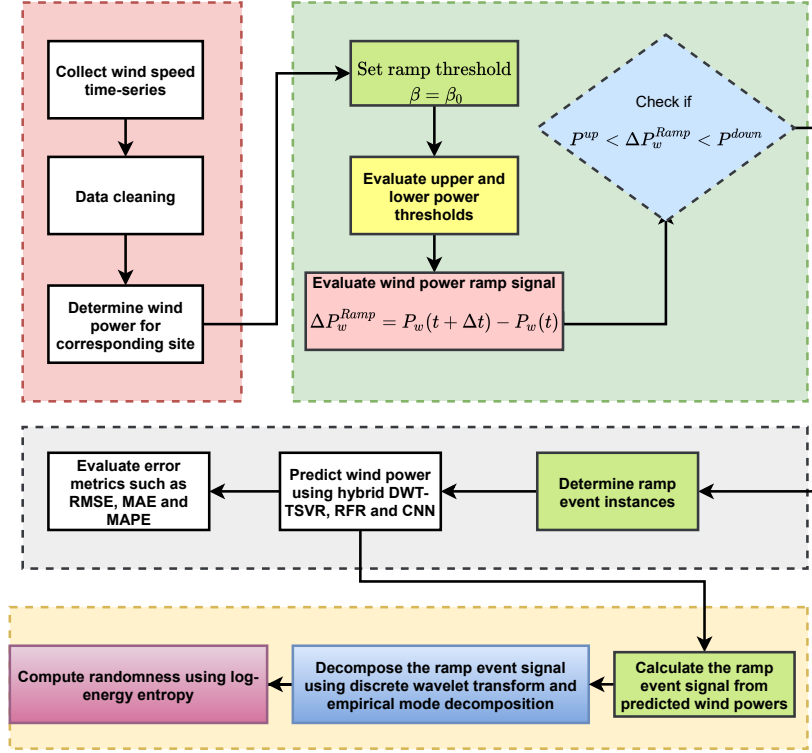 Collect wind speed
time-series
Data cleaning
Determine wind
power for
corresponding site
Set ramp threshold
β = β₀
Evaluate upper and
lower power
thresholds
Evaluate wind power ramp signal
ΔP_w^{Ramp} = P_w(t + Δt) − P_w(t)
Check if
P^{up} < ΔP_w^{Ramp} < P^{down}
Determine ramp
event instances
Predict wind power
using hybrid DWT-
TSVR, RFR and CNN
Evaluate error
metrics such as
RMSE, MAE and
MAPE
Calculate the ramp
event signal from
predicted wind powers
Decompose the ramp event signal
using discrete wavelet transform and
empirical mode decomposition
Compute randomness using log-
energy entropy